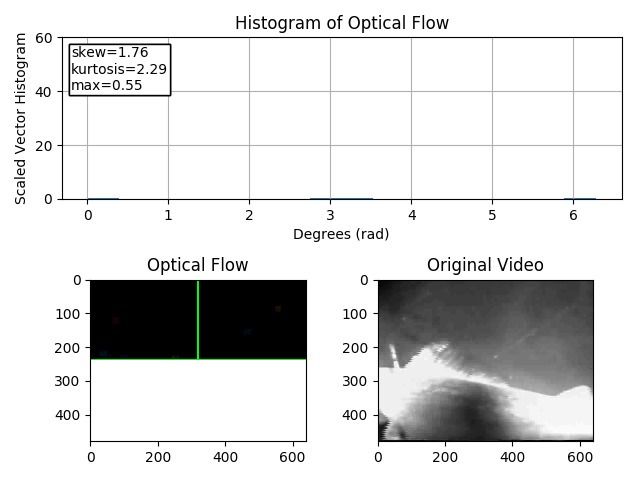 Histogram of Optical Flow
Scaled Vector Histogram
60
40
20
0
skew=1.76
kurtosis=2.29
max=0.55
0 1 2 3 4 5 6
Degrees (rad)
Optical Flow
0
100
200
300
400
0 200 400 600
Original Video
0
100
200
300
400
0 200 400 600